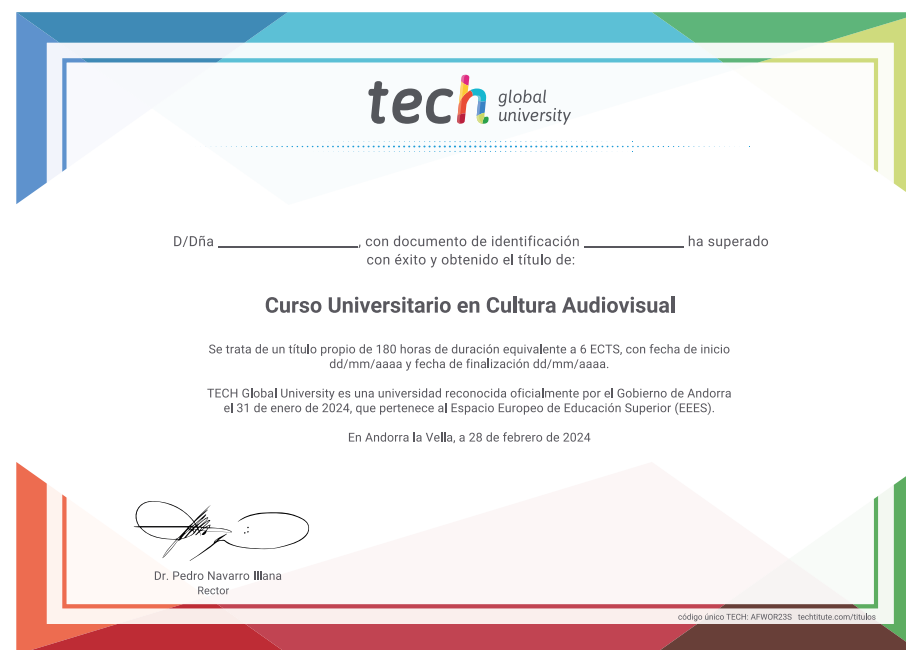 tech global university
D/Dña ________________, con documento de identificación ____________ ha superado
con éxito y obtenido el título de:
Curso Universitario en Cultura Audiovisual
Se trata de un título propio de 180 horas de duración equivalente a 6 ECTS, con fecha de inicio
dd/mm/aaaa y fecha de finalización dd/mm/aaaa.
TECH Global University es una universidad reconocida oficialmente por el Gobierno de Andorra
el 31 de enero de 2024, que pertenece al Espacio Europeo de Educación Superior (EEES).
En Andorra la Vella, a 28 de febrero de 2024
Dr. Pedro Navarro Illana
Rector
código único TECH: AFWOR23S techtitute.com/titulos